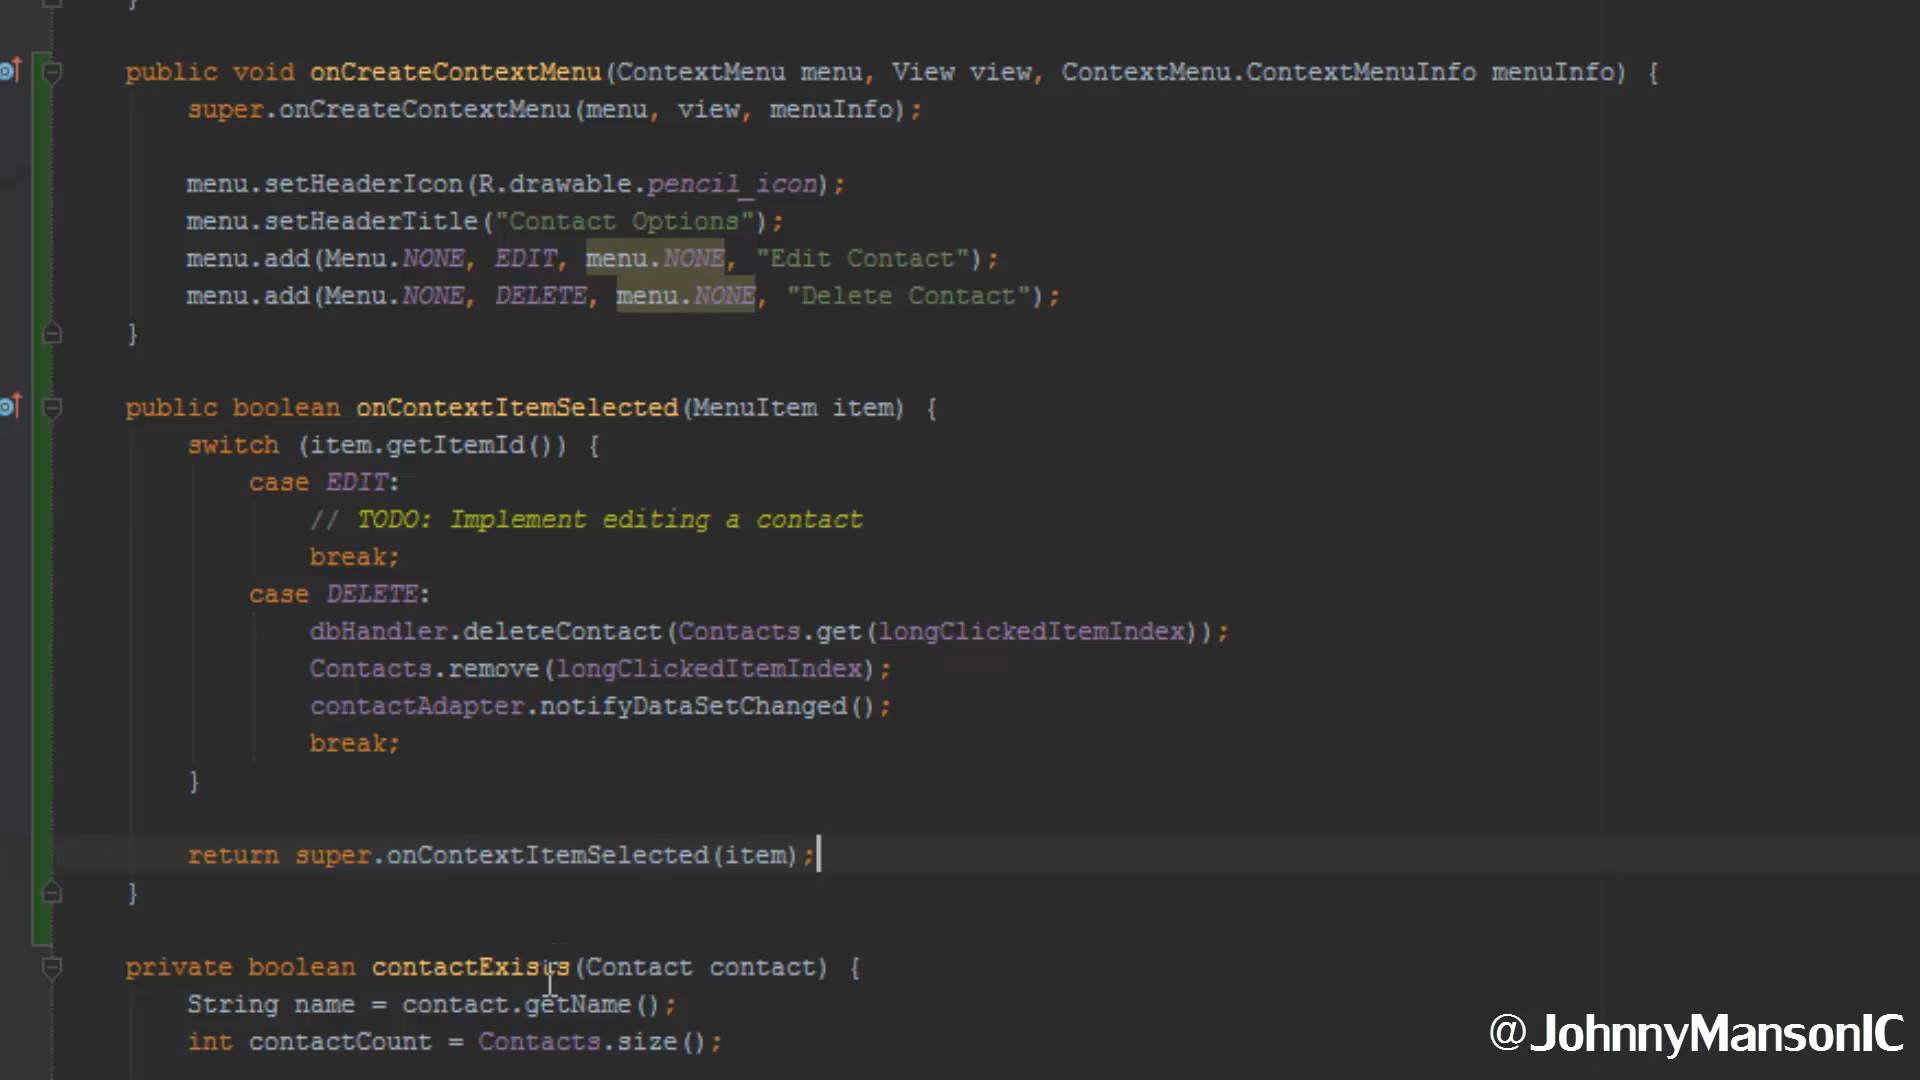 }
public void onCreateContextMenu(ContextMenu menu, View view, ContextMenu.ContextMenuInfo menuInfo) {
super.onCreateContextMenu(menu, view, menuInfo);
menu.setHeaderIcon(R.drawable.pencil_icon);
menu.setHeaderTitle("Contact Options");
menu.add(Menu.NONE, EDIT, menu.NONE, "Edit Contact");
menu.add(Menu.NONE, DELETE, menu.NONE, "Delete Contact");
}
public boolean onContextItemSelected(MenuItem item) {
switch (item.getItemId()) {
case EDIT:
// TODO: Implement editing a contact
break;
case DELETE:
dbHandler.deleteContact(Contacts.get(longClickedItemIndex));
Contacts.remove(longClickedItemIndex);
contactAdapter.notifyDataSetChanged();
break;
}
return super.onContextItemSelected(item);
}
private boolean contactExists(Contact contact) {
String name = contact.getName();
int contactCount = Contacts.size();
@JohnnyMansonIC